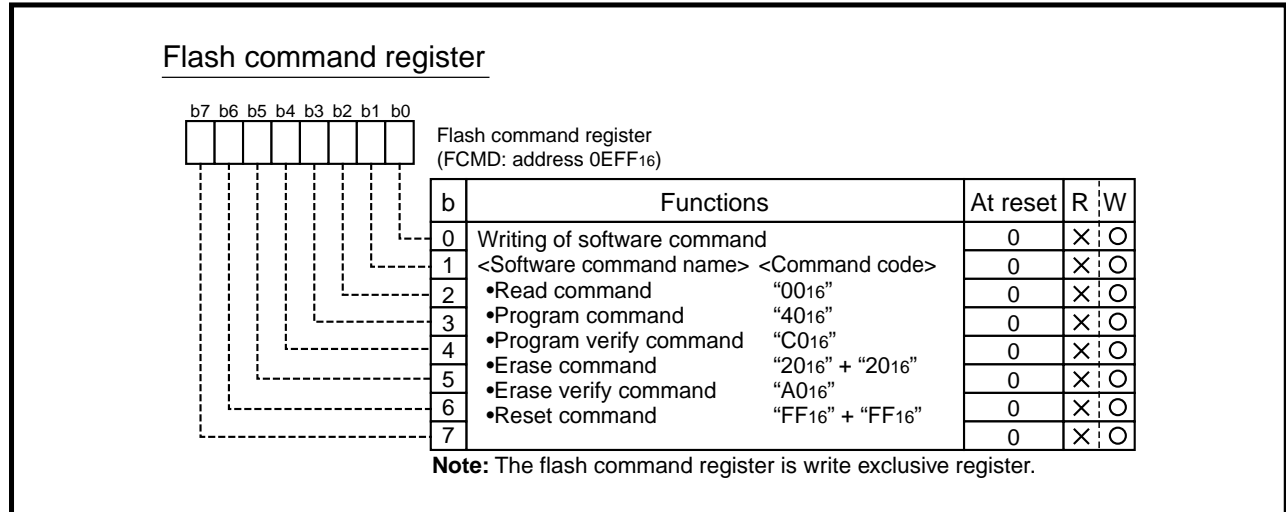 Flash command register
b7 b6 b5 b4 b3 b2 b1 b0
Flash command register
(FCMD: address 0EFF16)
b Functions At reset R W
0 Writing of software command 0 × ○
1 <Software command name> <Command code> 0 × ○
2 •Read command “0016” 0 × ○
3 •Program command “4016” 0 × ○
4 •Program verify command “C016” 0 × ○
•Erase command “2016” + “2016”
5 •Erase verify command “A016” 0 × ○
6 •Reset command “FF16” + “FF16” 0 × ○
7 0 × ○
Note: The flash command register is write exclusive register.